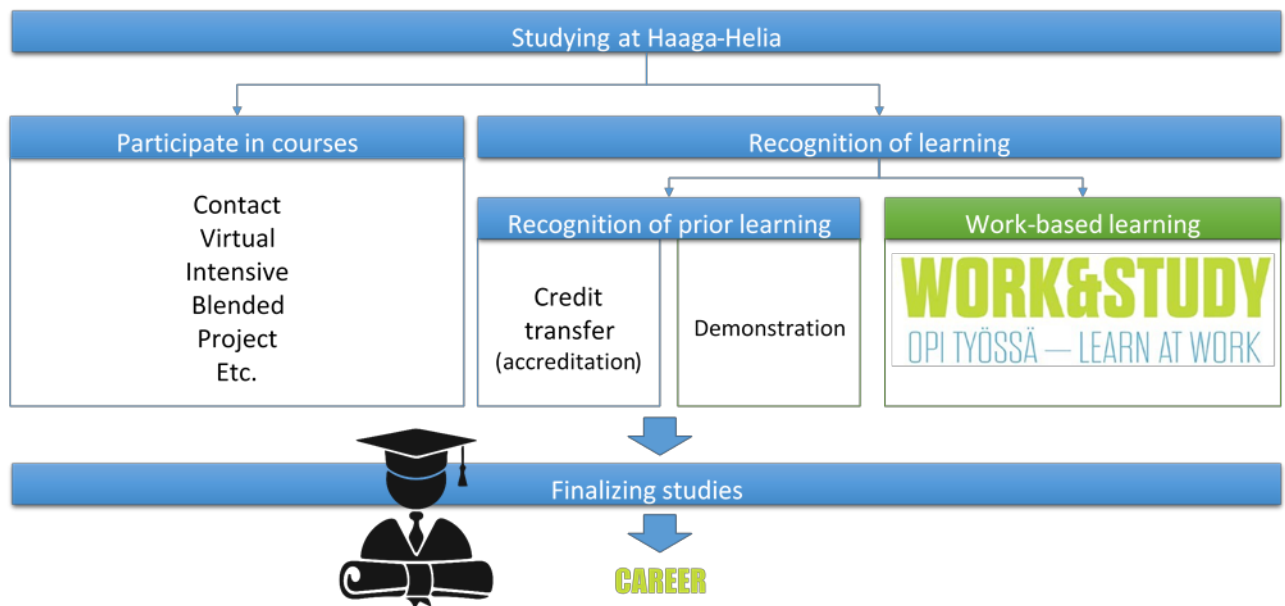 Studying at Haaga-Helia
Participate in courses
Contact
Virtual
Intensive
Blended
Project
Etc.
Recognition of learning
Recognition of prior learning
Credit
transfer
(accreditation)
Demonstration
Work-based learning
WORK&STUDY
OPI TYÖSSÄ — LEARN AT WORK
Finalizing studies
CAREER